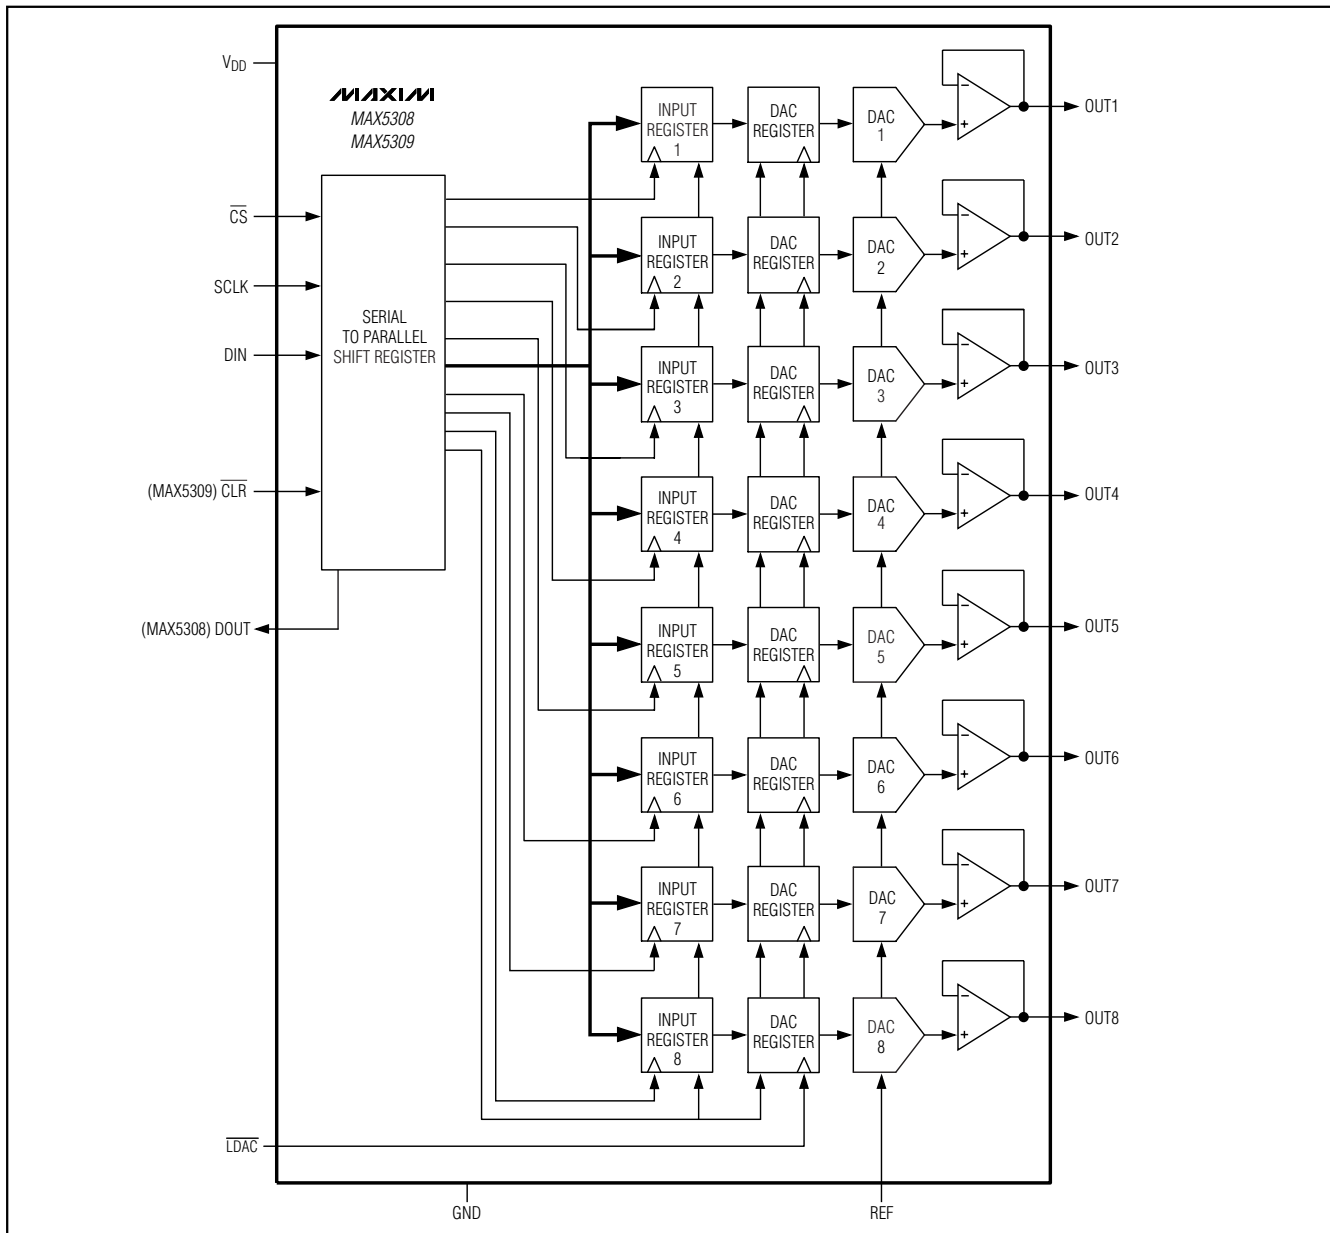 VDD
MAXIM
MAX5308
MAX5309
CS
SCLK
DIN
(MAX5309) CLR
(MAX5308) DOUT
LDAC
GND
REF
SERIAL
TO PARALLEL
SHIFT REGISTER
INPUT
REGISTER
1
DAC
REGISTER
DAC
1
- +
OUT1
INPUT
REGISTER
2
DAC
REGISTER
DAC
2
- +
OUT2
INPUT
REGISTER
3
DAC
REGISTER
DAC
3
- +
OUT3
INPUT
REGISTER
4
DAC
REGISTER
DAC
4
- +
OUT4
INPUT
REGISTER
5
DAC
REGISTER
DAC
5
- +
OUT5
INPUT
REGISTER
6
DAC
REGISTER
DAC
6
- +
OUT6
INPUT
REGISTER
7
DAC
REGISTER
DAC
7
- +
OUT7
INPUT
REGISTER
8
DAC
REGISTER
DAC
8
- +
OUT8